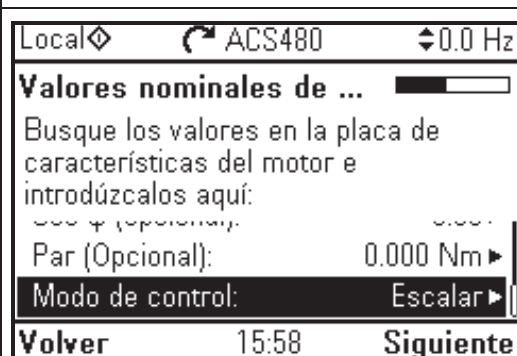 Local ACS480 0.0 Hz
Valores nominales de ...
Busque los valores en la placa de
características del motor e
introdúzcalos aquí:
Par (Opcional): 0.000 Nm
Modo de control: Escalar
Volver 15:58 Siguiente